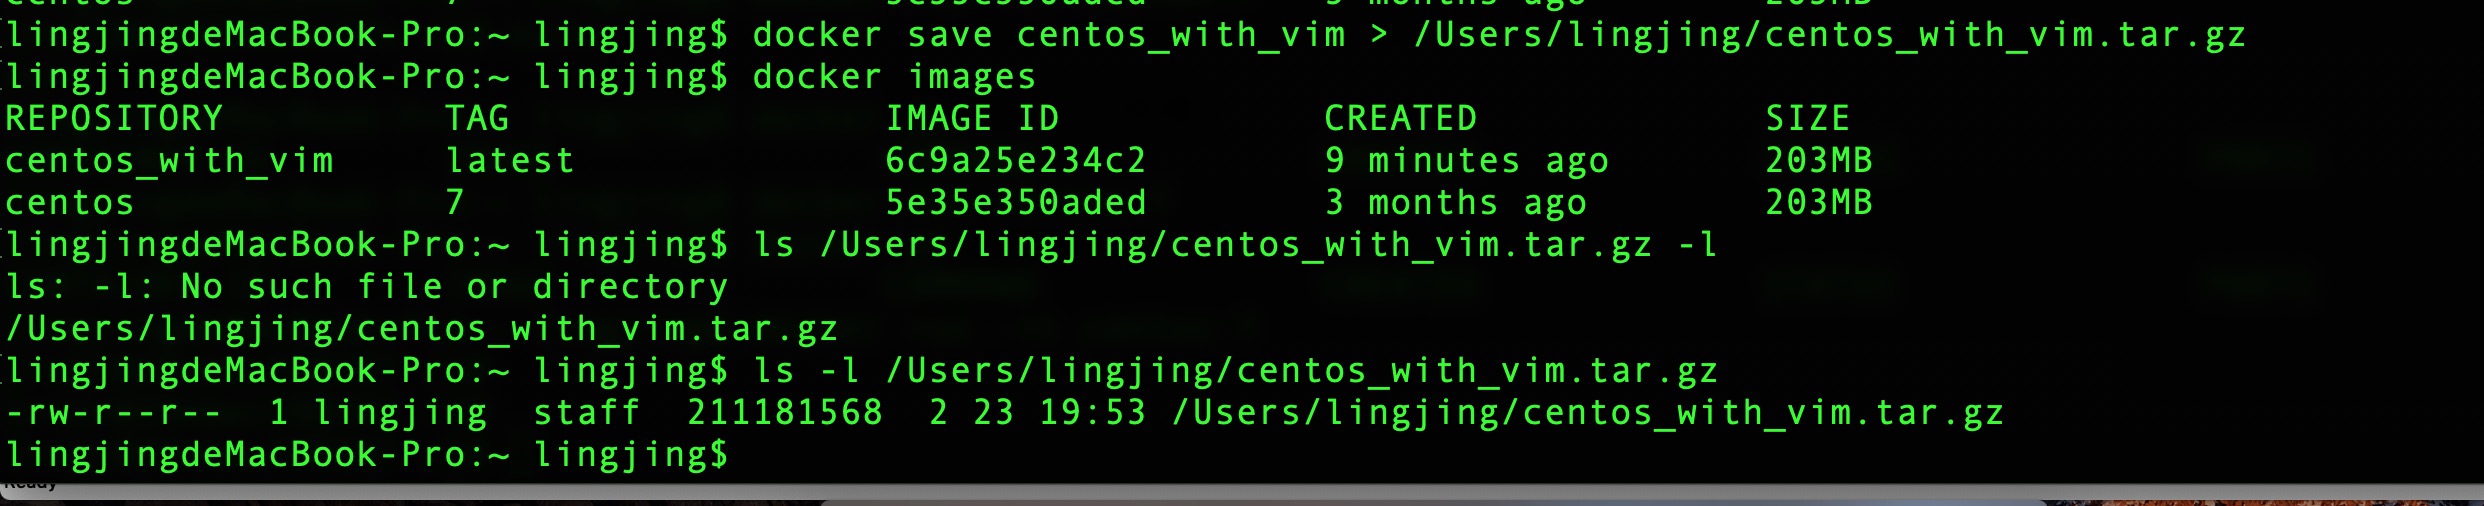 lingjingdeMacBook-Pro:~ lingjing$ docker save centos_with_vim > /Users/lingjing/centos_with_vim.tar.gz
lingjingdeMacBook-Pro:~ lingjing$ docker images
REPOSITORY TAG IMAGE ID CREATED SIZE
centos_with_vim latest 6c9a25e234c2 9 minutes ago 203MB
centos 7 5e35e350aded 3 months ago 203MB
lingjingdeMacBook-Pro:~ lingjing$ ls /Users/lingjing/centos_with_vim.tar.gz -l
ls: -l: No such file or directory
/Users/lingjing/centos_with_vim.tar.gz
lingjingdeMacBook-Pro:~ lingjing$ ls -l /Users/lingjing/centos_with_vim.tar.gz
-rw-r--r-- 1 lingjing staff 211181568 2 23 19:53 /Users/lingjing/centos_with_vim.tar.gz
lingjingdeMacBook-Pro:~ lingjing$